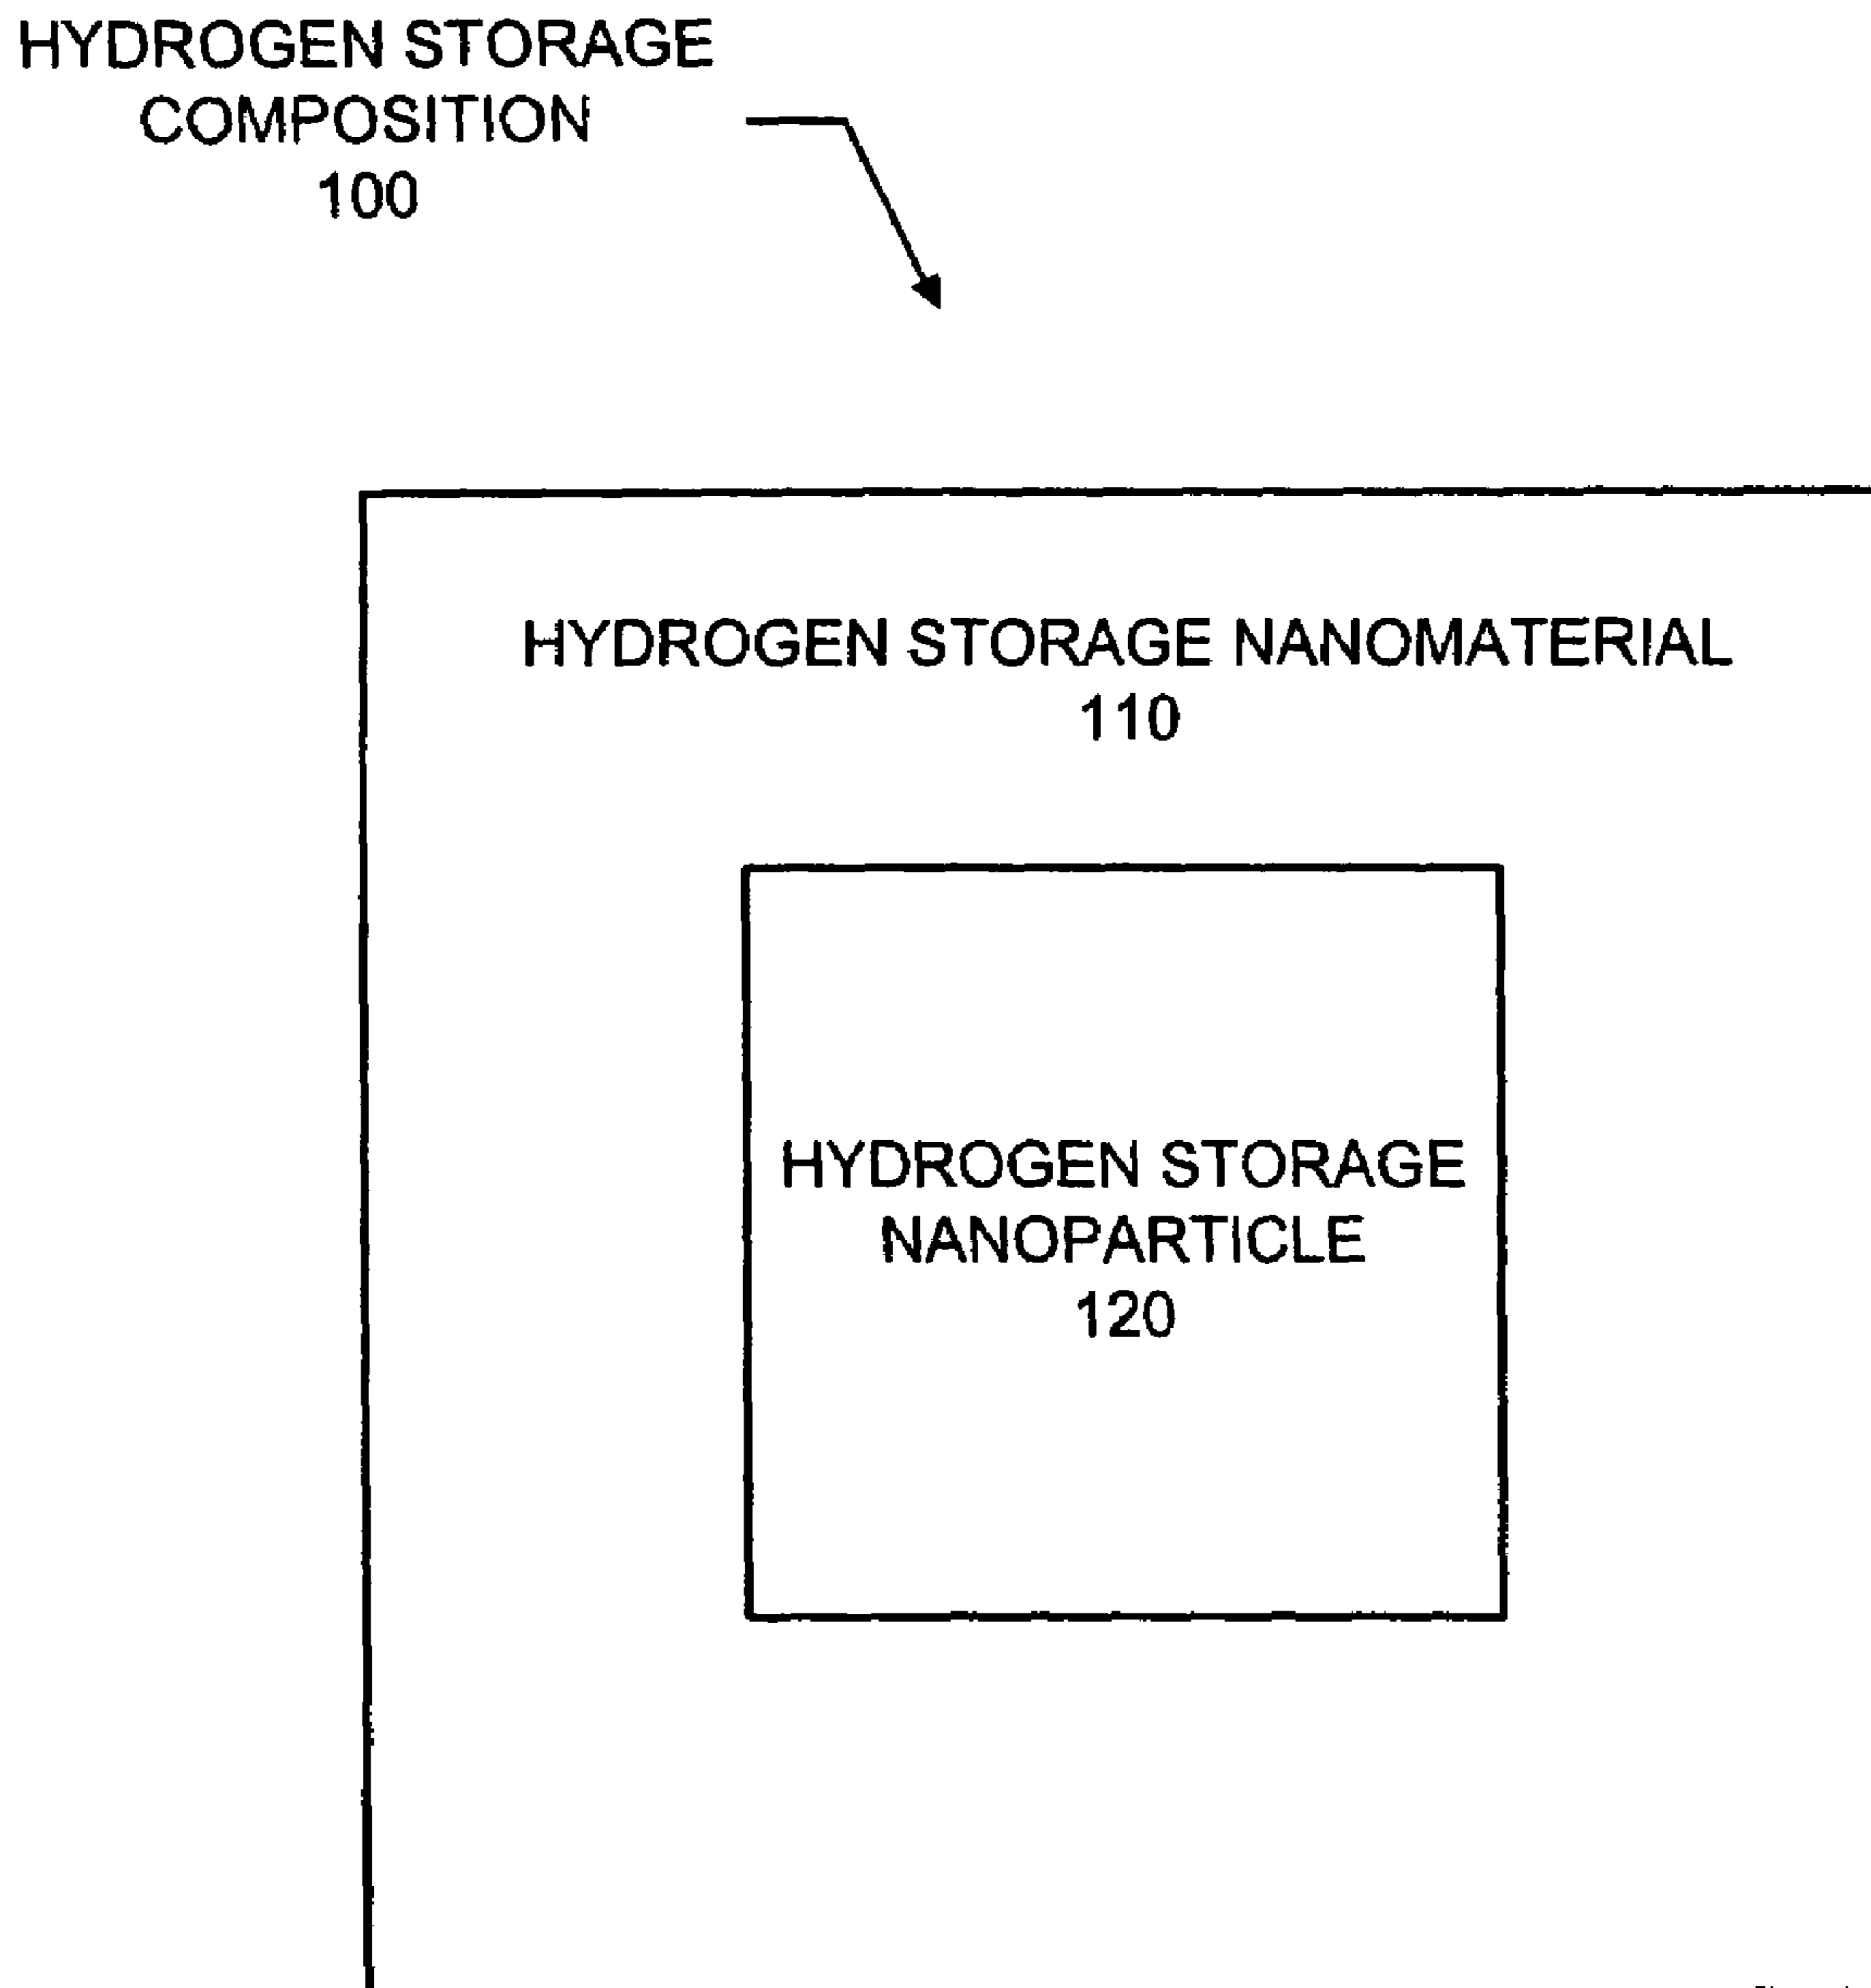 HYDROGEN STORAGE
COMPOSITION
100
HYDROGEN STORAGE NANOMATERIAL
110
HYDROGEN STORAGE
NANOPARTICLE
120